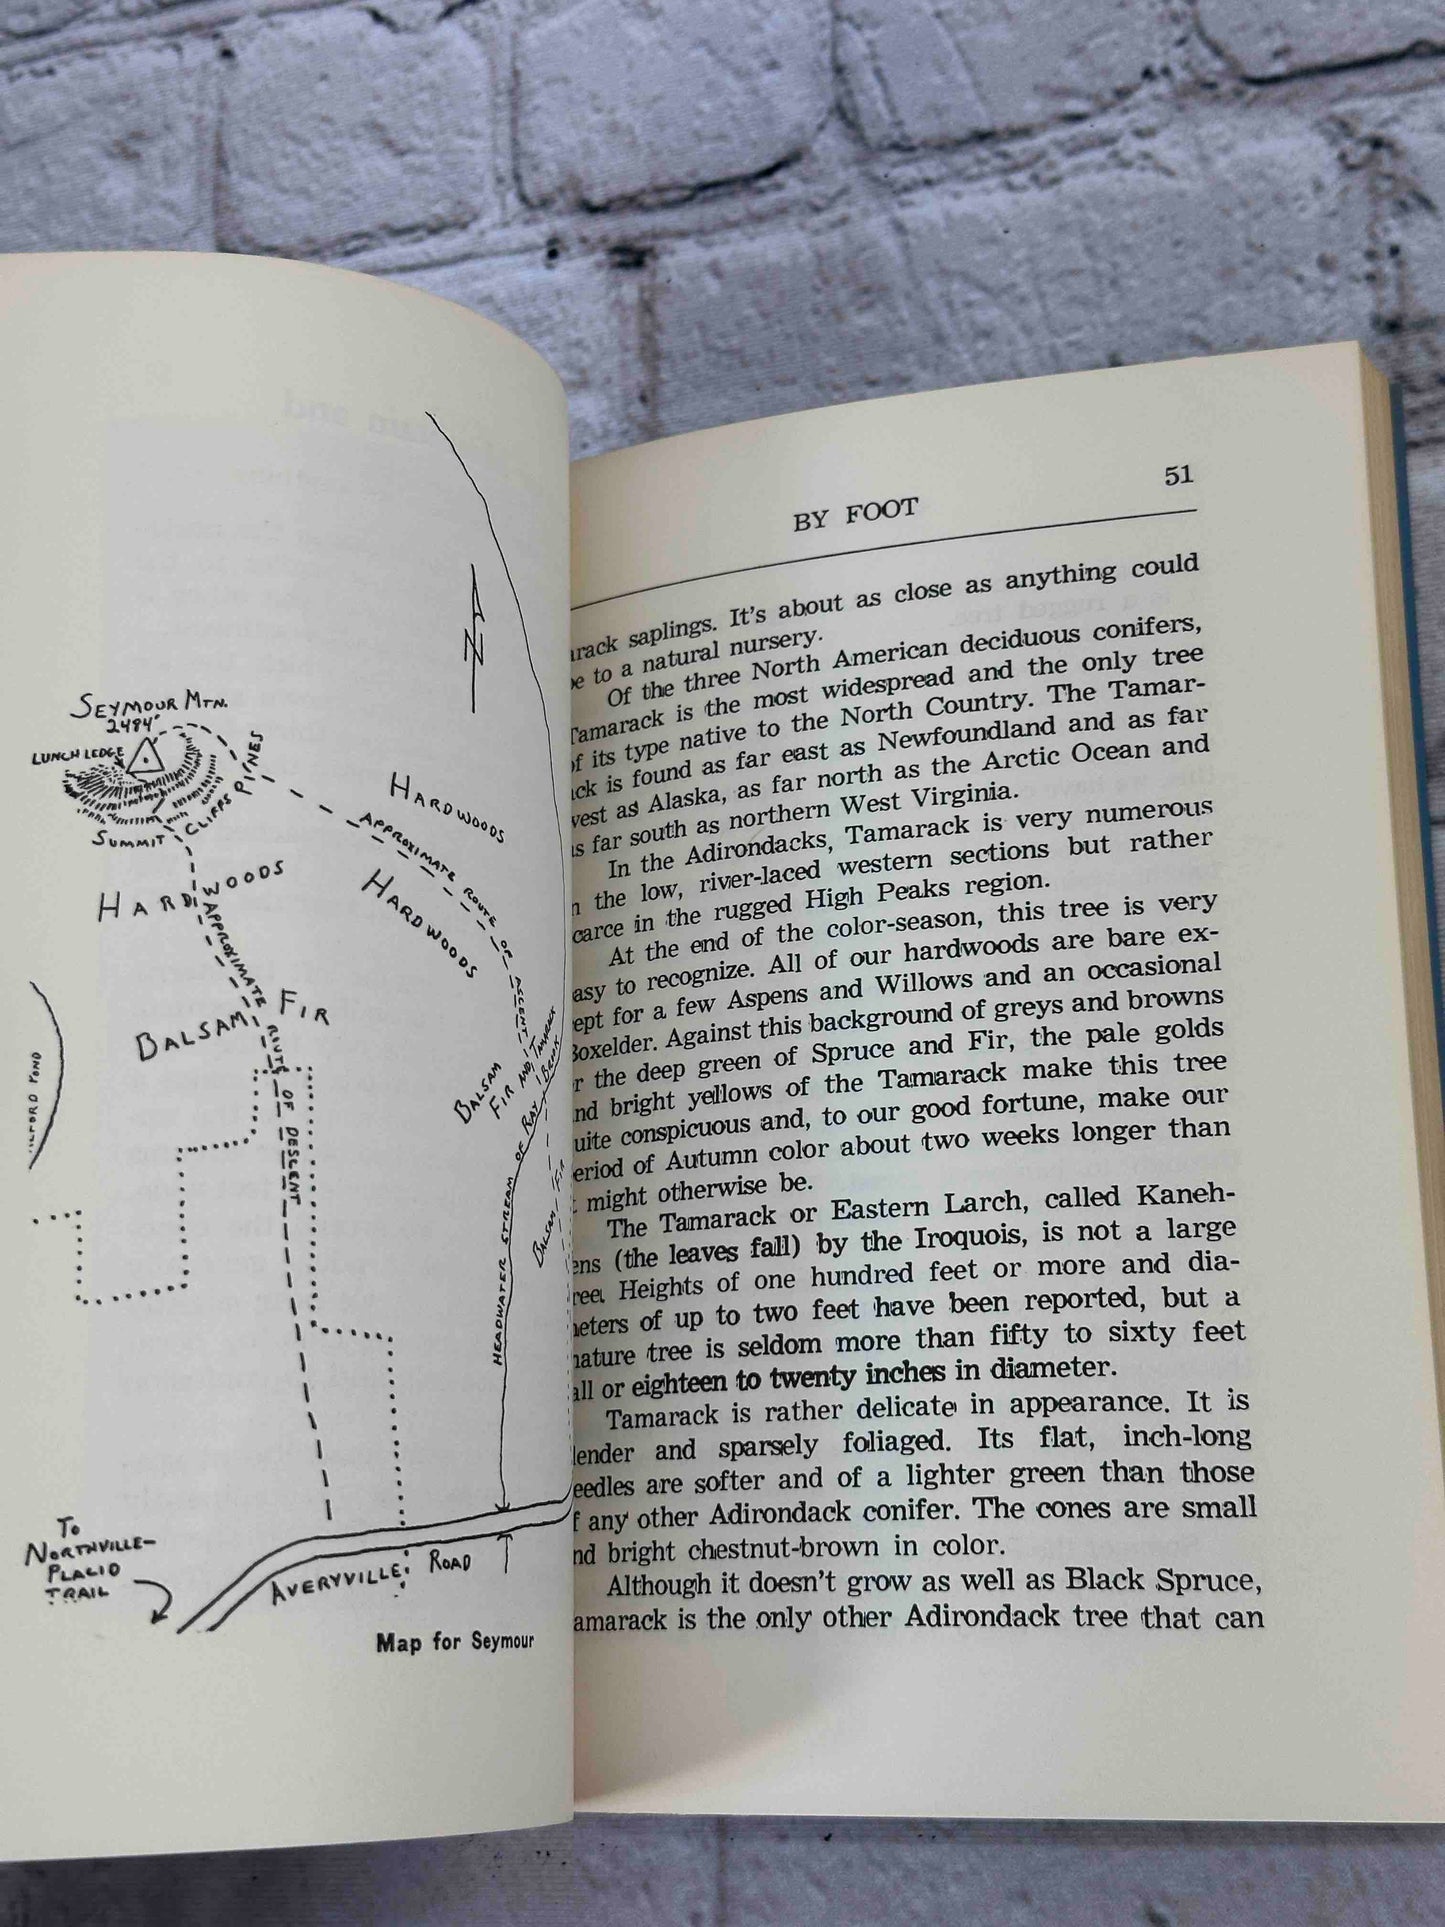 SEYMOUR MTN.
2484'
LUNCH LEDGE
SUMMIT CLIFFS PINES
HARDWOODS
APPROXIMATE ROUTE OF ASCENT
HARDWOODS
HARDWOODS
APPROXIMATE ROUTE OF DESCENT
BALSAM FIR
BALSAM
FIR AND TAMARACK
HEADWATER STREAM OF RAY BROOK
BALSAM FIR
POND
To
NORTHVILLE-
PLACID
TRAIL
AVERYVILLE ROAD
Map for Seymour
51
BY FOOT
arack saplings. It's about as close as anything could
be to a natural nursery.
Of the three North American deciduous conifers,
Tamarack is the most widespread and the only tree
of its type native to the North Country. The Tamar-
ack is found as far east as Newfoundland and as far
west as Alaska, as far north as the Arctic Ocean and
as far south as northern West Virginia.
In the Adirondacks, Tamarack is very numerous
n the low, river-laced western sections but rather
carce in the rugged High Peaks region.
At the end of the color-season, this tree is very
asy to recognize. All of our hardwoods are bare ex-
ept for a few Aspens and Willows and an occasional
Boxelder. Against this background of greys and browns
r the deep green of Spruce and Fir, the pale golds
nd bright yellows of the Tamarack make this tree
uite conspicuous and, to our good fortune, make our
eriod of Autumn color about two weeks longer than
t might otherwise be.
The Tamarack or Eastern Larch, called Kaneh-
ens (the leaves fall) by the Iroquois, is not a large
ree. Heights of one hundred feet or more and dia-
meters of up to two feet have been reported, but a
nature tree is seldom more than fifty to sixty feet
all or eighteen to twenty inches in diameter.
Tamarack is rather delicate in appearance. It is
lender and sparsely foliaged. Its flat, inch-long
eedles are softer and of a lighter green than those
f any other Adirondack conifer. The cones are small
nd bright chestnut-brown in color.
Although it doesn't grow as well as Black Spruce,
amarack is the only other Adirondack tree that can